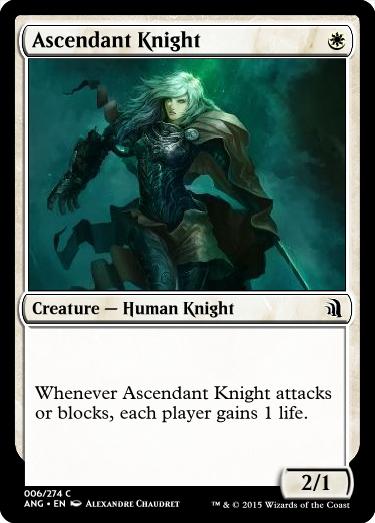 Ascendant Knight
Creature — Human Knight
Whenever Ascendant Knight attacks
or blocks, each player gains 1 life.
2/1
006/274 C
ANG • EN Alexandre Chaudret
™ & © 2015 Wizards of the Coast